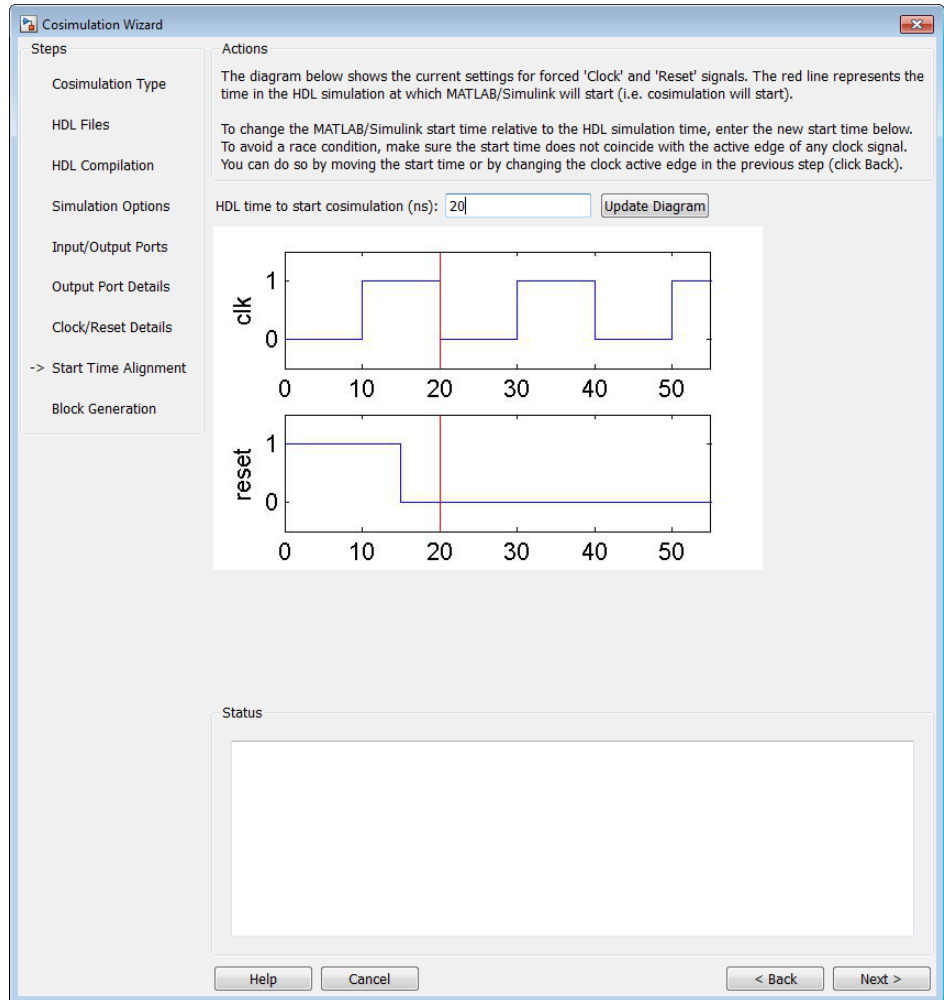 Cosimulation Wizard
Steps
Cosimulation Type
HDL Files
HDL Compilation
Simulation Options
Input/Output Ports
Output Port Details
Clock/Reset Details
-> Start Time Alignment
Block Generation
Actions
The diagram below shows the current settings for forced 'Clock' and 'Reset' signals. The red line represents the
time in the HDL simulation at which MATLAB/Simulink will start (i.e. cosimulation will start).
To change the MATLAB/Simulink start time relative to the HDL simulation time, enter the new start time below.
To avoid a race condition, make sure the start time does not coincide with the active edge of any clock signal.
You can do so by moving the start time or by changing the clock active edge in the previous step (click Back).
HDL time to start cosimulation (ns): 20 Update Diagram
1
clk
0
0 10 20 30 40 50
1
reset
0
0 10 20 30 40 50
Status
Help Cancel < Back Next >